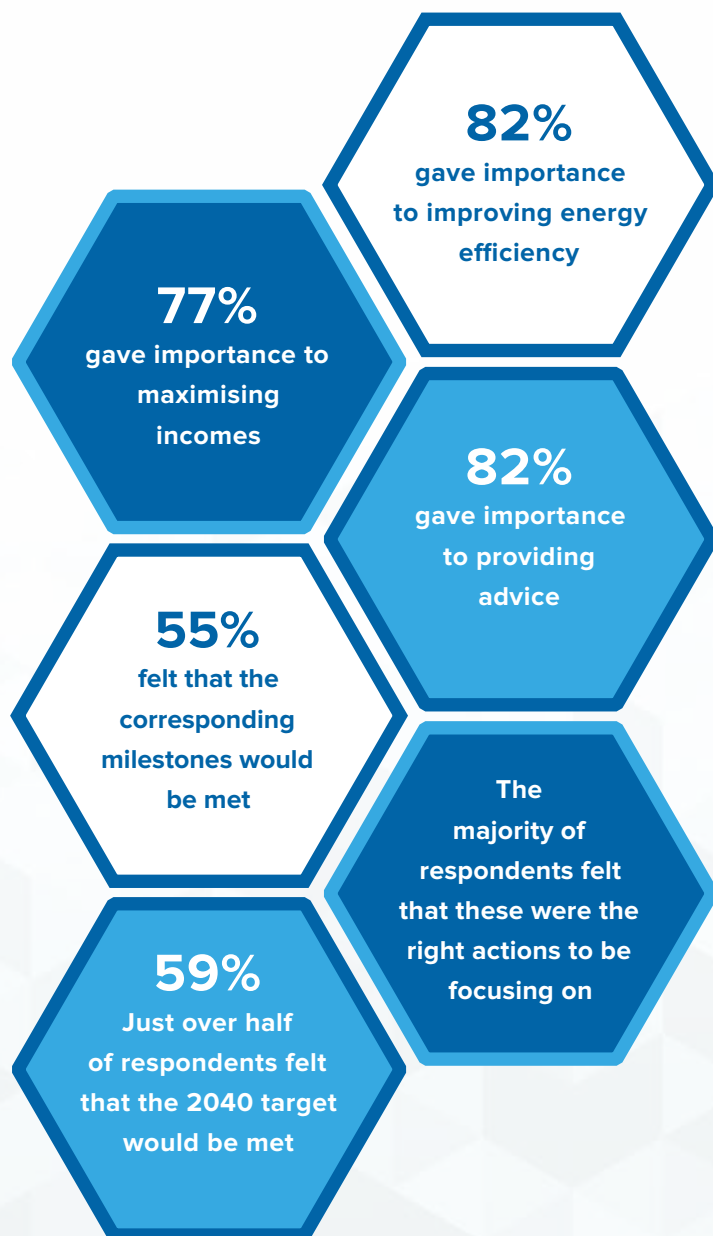 82%
gave importance
to improving energy
efficiency
77%
gave importance to
maximising
incomes
82%
gave importance
to providing
advice
55%
felt that the
corresponding
milestones would
be met
The
majority of
respondents felt
that these were the
right actions to be
focusing on
59%
Just over half
of respondents felt
that the 2040 target
would be met